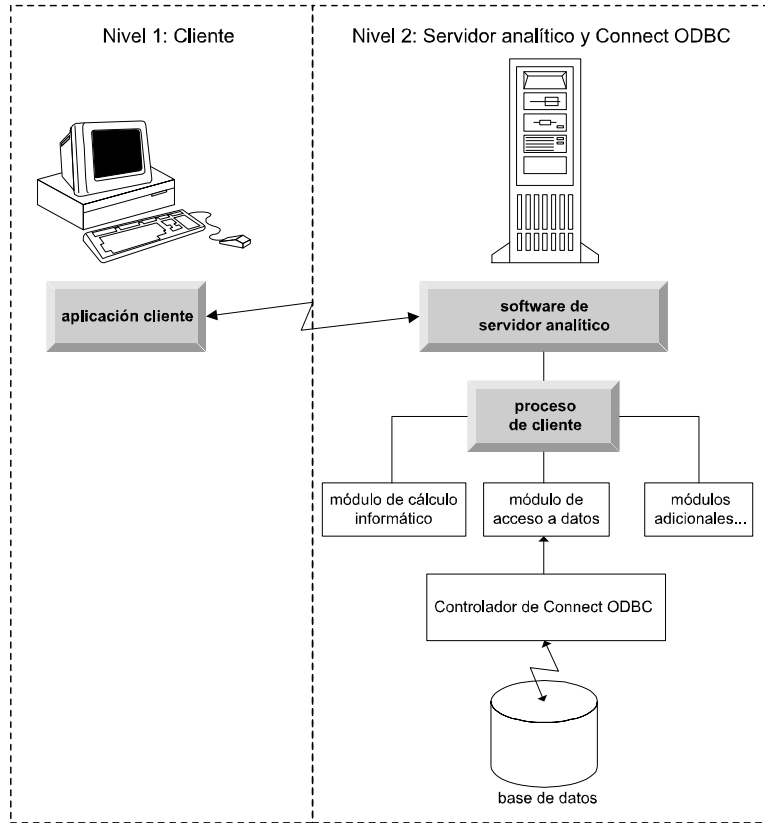 Nivel 1: Cliente
Nivel 2: Servidor analítico y Connect ODBC
aplicación cliente
software de
servidor analítico
proceso
de cliente
módulo de cálculo
informático
módulo de
acceso a datos
módulos
adicionales...
Controlador de Connect ODBC
base de datos